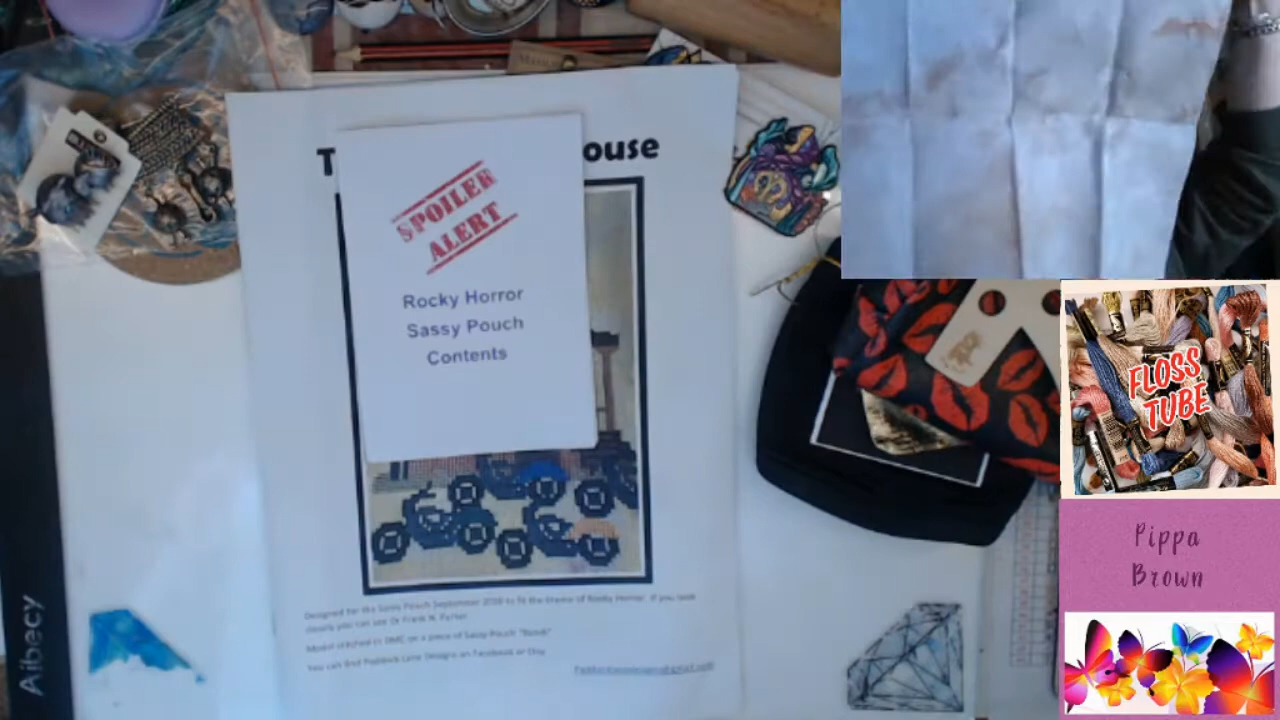 T
ouse
SPOILER
ALERT
Rocky Horror
Sassy Pouch
Contents
Designed for the Sassy Pouch September to fit the theme of Rocky Horror. If you look
closely you can see Dr Frank N. Furter
Model stitched in DMC on a piece of Sassy Pouch
You can find Paddock Lane Designs on Facebook or Etsy
Aibecy
FLOSS
TUBE
Pippa
Brown